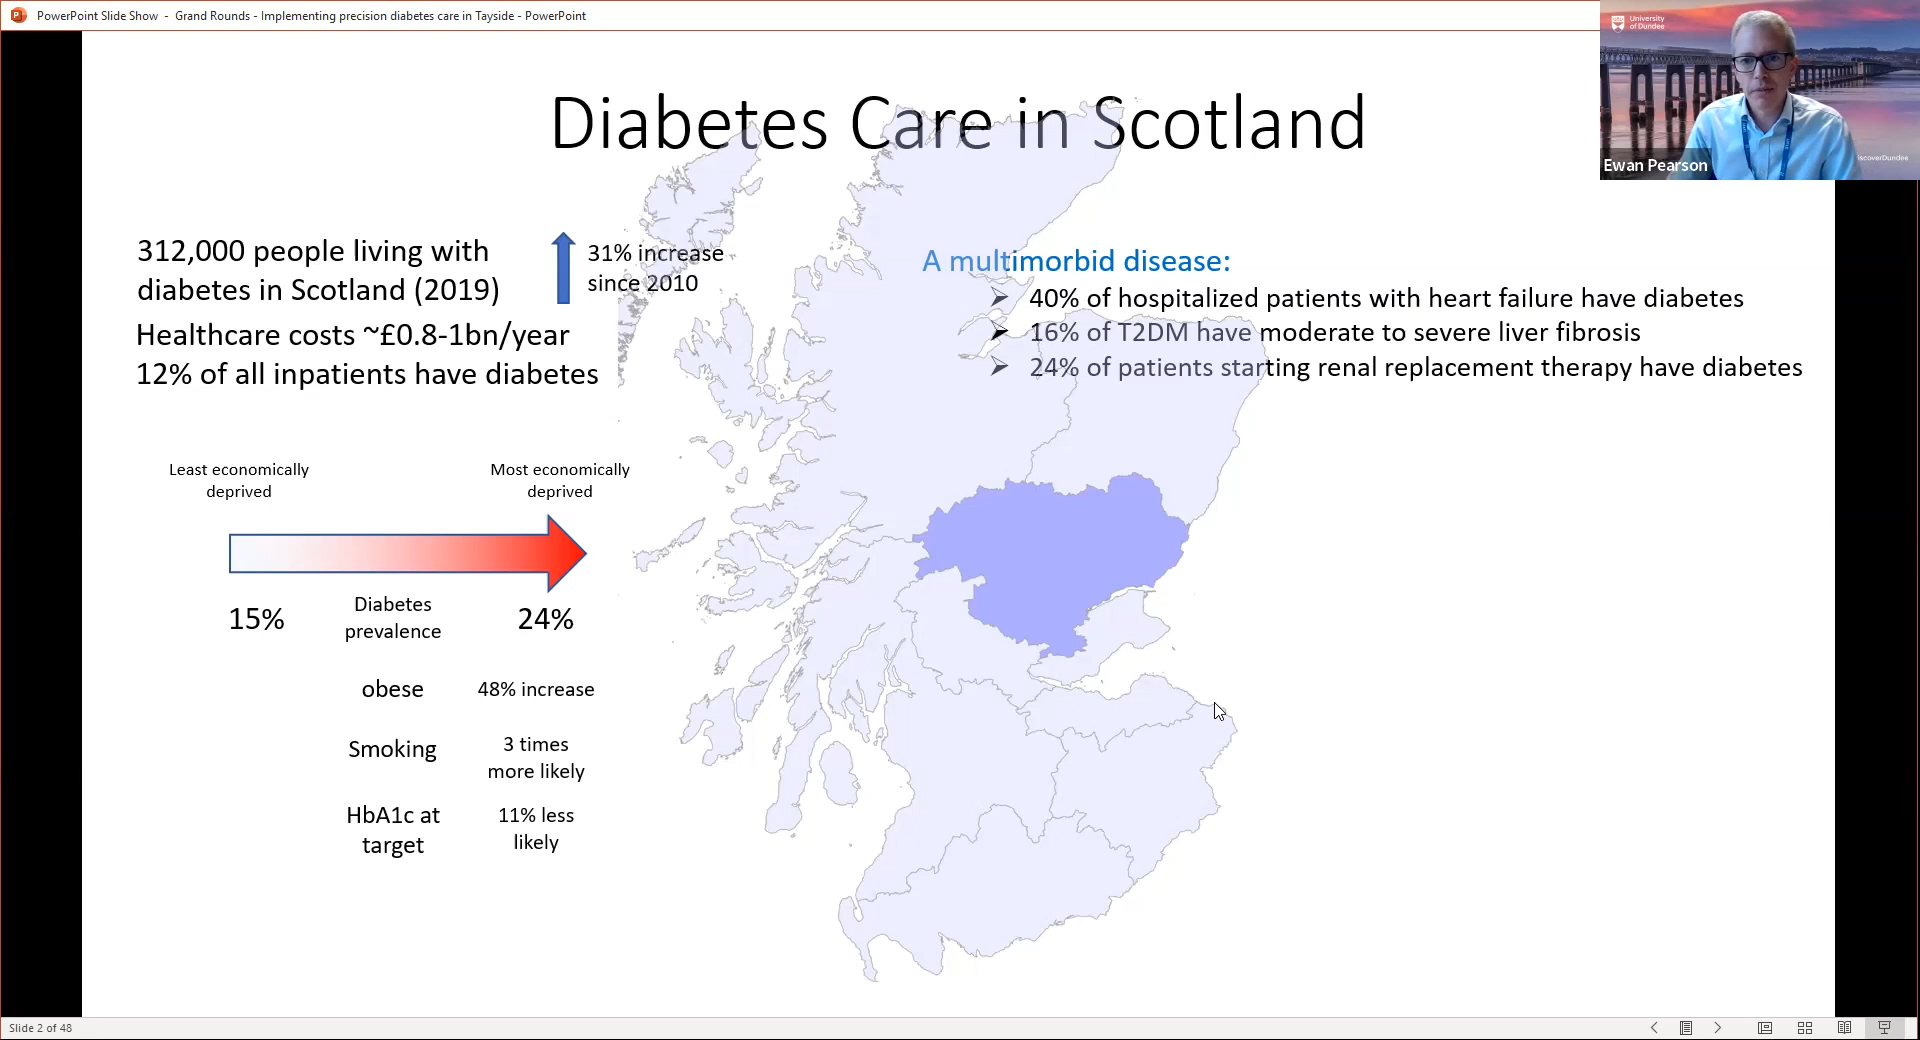 PowerPoint Slide Show - Grand Rounds - Implementing precision diabetes care in Tayside - PowerPoint
University
of Dundee
Ewan Pearson
Diabetes Care in Scotland
312,000 people living with
diabetes in Scotland (2019)
31% increase
since 2010
Healthcare costs ~£0.8-1bn/year
12% of all inpatients have diabetes
A multimorbid disease:
40% of hospitalized patients with heart failure have diabetes
16% of T2DM have moderate to severe liver fibrosis
24% of patients starting renal replacement therapy have diabetes
Least economically
deprived
Most economically
deprived
15%
Diabetes
prevalence
24%
obese
48% increase
Smoking
3 times
more likely
HbA1c at
target
11% less
likely
Slide 2 of 48